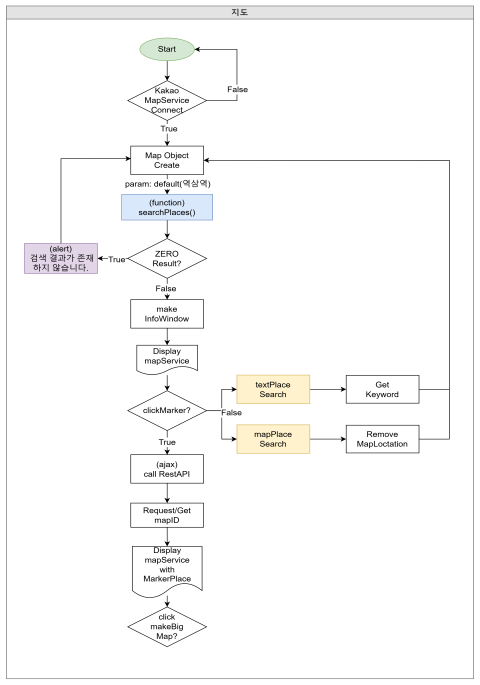 지도
Start
False
Kakao
MapService
Connect
True
Map Object
Create
param: default(역삼역)
(function)
searchPlaces()
(alert)
검색 결과가 존재
하지 않습니다.
True
ZERO
Result?
False
make
InfoWindow
Display
mapService
textPlace
Search
Get
Keyword
clickMarker?
False
mapPlace
Search
Remove
MapLoctation
True
(ajax)
call RestAPI
Request/Get
mapID
Display
mapService
with
MarkerPlace
click
makeBig
Map?